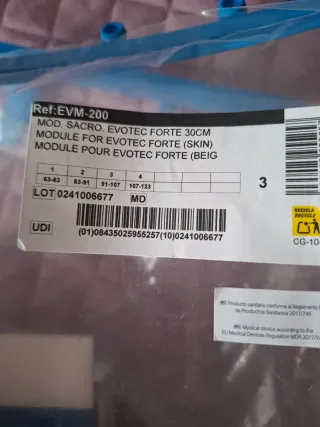 Ref:EVM-200
MÓD. SACRO. EVOTEC FORTE 30CM
MODULE FOR EVOTEC FORTE (SKIN)
MODULE POUR EVOTEC FORTE (BEIG
1 2 3 4
63-83 83-91 91-107 107-123
3
LOT 0241006677 MD
UDI
(01)08435025955257(10)0241006677
RECICLA
CG-10
Producto sanitario conforme al Reglamento
de Productos Sanitarios 2017/745
Medical device according to the
EU Medical Devices Regulation MDR 2017/7